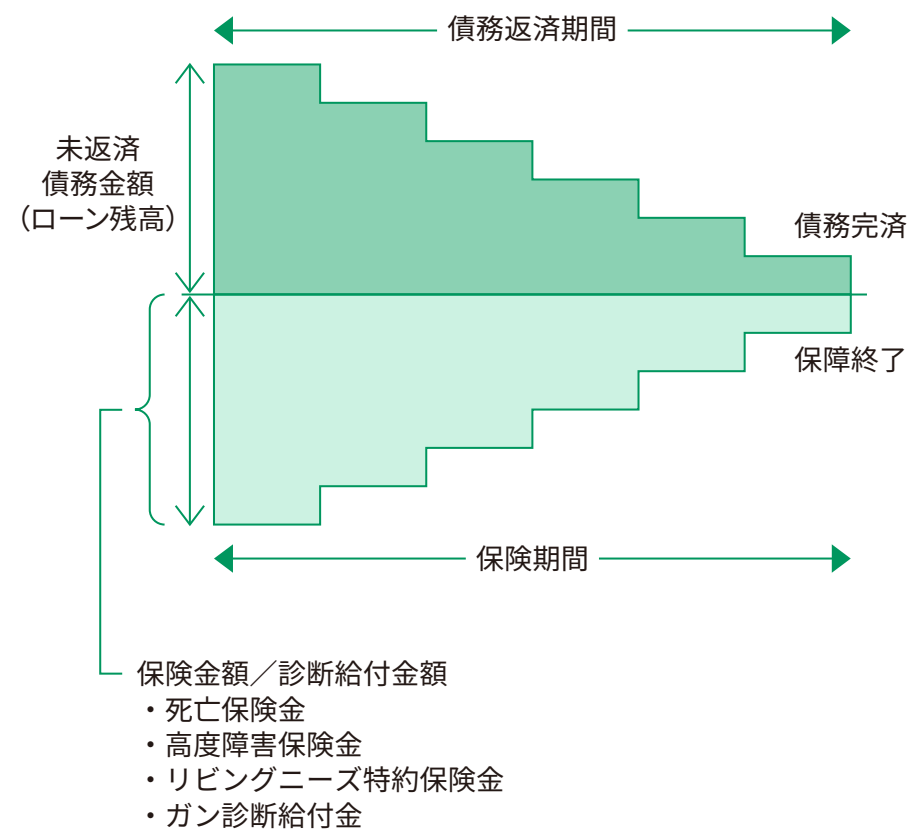 債務返済期間
未返済
債務金額
（ローン残高）
債務完済
保障終了
保険期間
保険金額／診断給付金額
・死亡保険金
・高度障害保険金
・リビングニーズ特約保険金
・ガン診断給付金